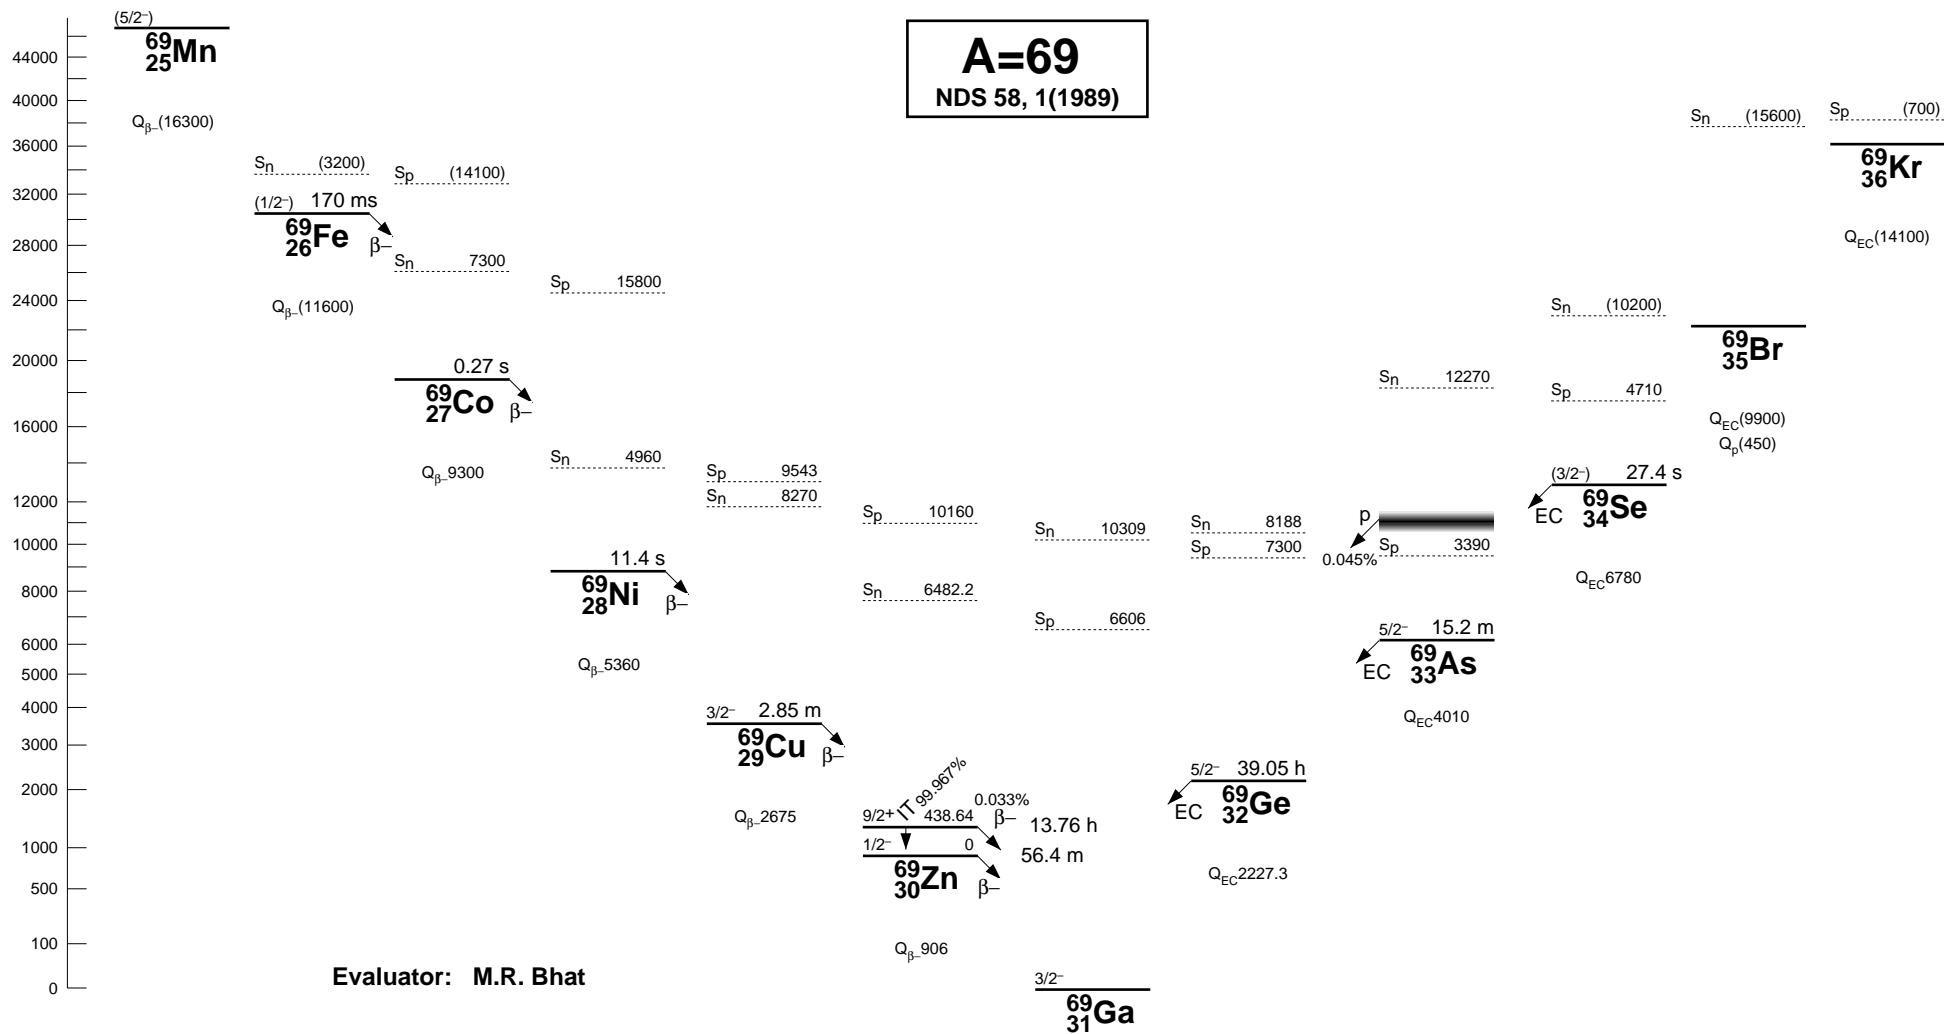 A=69
NDS 58, 1(1989)
44000
40000
36000
32000
28000
24000
20000
16000
12000
10000
8000
6000
5000
4000
3000
2000
1000
500
100
0
(5/2–)
69 25Mn
Qβ–(16300)
Sn (3200)
(1/2–) 170 ms
69 26Fe β–
Qβ–(11600)
Sp (14100)
Sn 7300
0.27 s
69 27Co β–
Qβ–9300
Sp 15800
Sn 4960
11.4 s
69 28Ni β–
Qβ–5360
Sp 9543
Sn 8270
3/2– 2.85 m
69 29Cu β–
Qβ–2675
Sp 10160
Sn 6482.2
IT 99.967%
0.033%
9/2+ 438.64 β– 13.76 h
1/2– 0 56.4 m
69 30Zn β–
Qβ–906
Sn 10309
Sp 6606
3/2–
69 31Ga
Sn 8188
Sp 7300
5/2– 39.05 h
EC 69 32Ge
QEC2227.3
Sn 12270
p
0.045%
Sp 3390
5/2– 15.2 m
EC 69 33As
QEC4010
Sn (10200)
Sp 4710
(3/2–) 27.4 s
EC 69 34Se
QEC6780
Sn (15600)
69 35Br
QEC(9900)
Qp(450)
Sp (700)
69 36Kr
QEC(14100)
Evaluator: M.R. Bhat